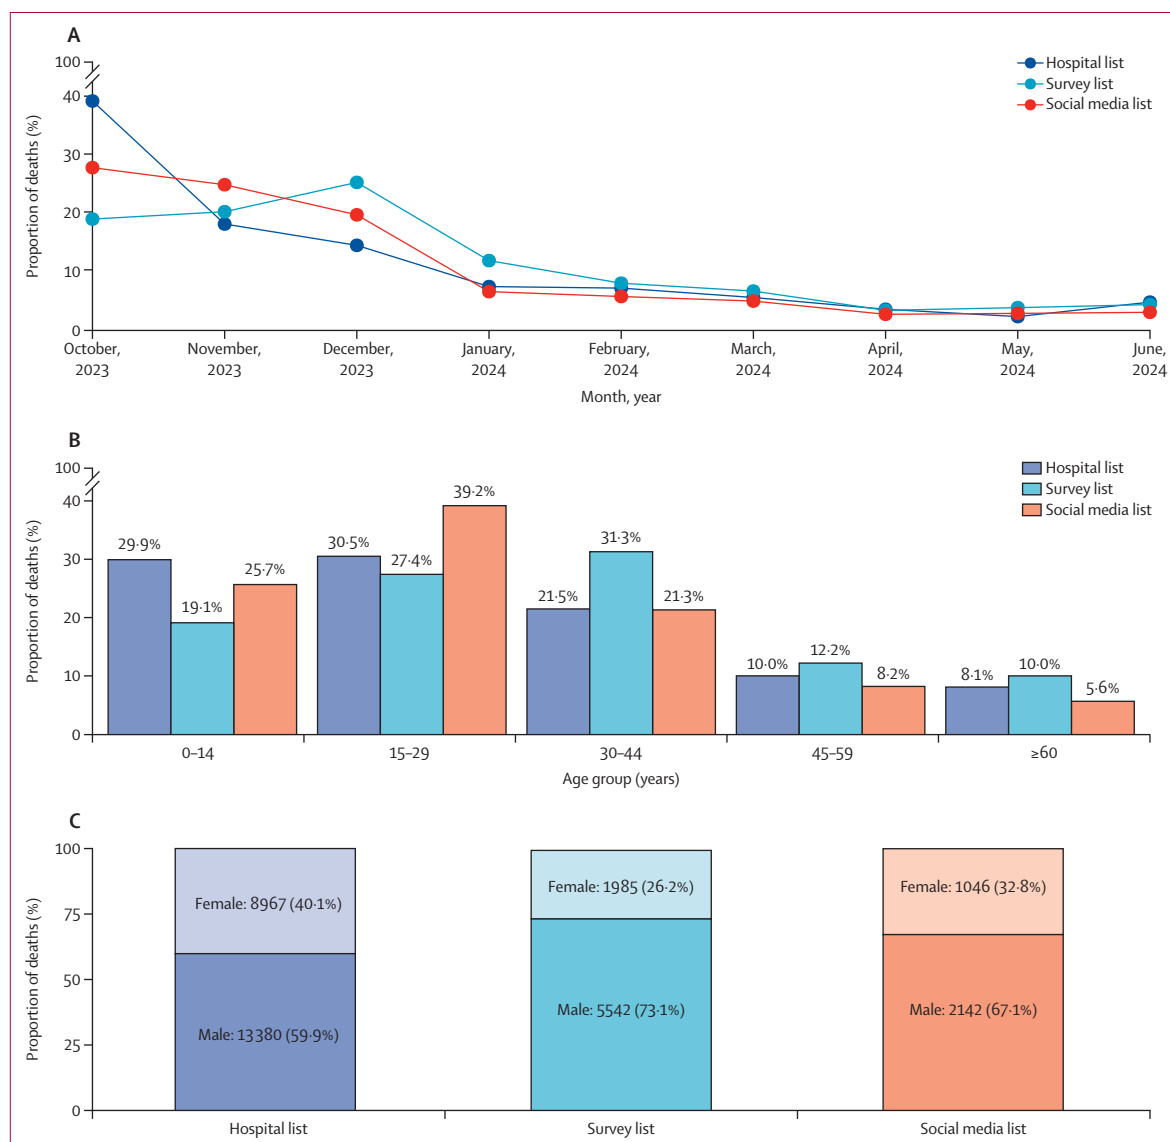 A
100
40
30
20
10
0
Proportion of deaths (%)
Hospital list
Survey list
Social media list
October, 2023
November, 2023
December, 2023
January, 2024
February, 2024
March, 2024
April, 2024
May, 2024
June, 2024
Month, year
B
100
40
30
20
10
0
Proportion of deaths (%)
Hospital list
Survey list
Social media list
29·9%
19·1%
25·7%
30·5%
27·4%
39·2%
21·5%
31·3%
21·3%
10·0%
12·2%
8·2%
8·1%
10·0%
5·6%
0–14
15–29
30–44
45–59
≥60
Age group (years)
C
100
75
50
25
0
Proportion of deaths (%)
Female: 8967 (40·1%)
Male: 13380 (59·9%)
Female: 1985 (26·2%)
Male: 5542 (73·1%)
Female: 1046 (32·8%)
Male: 2142 (67·1%)
Hospital list
Survey list
Social media list